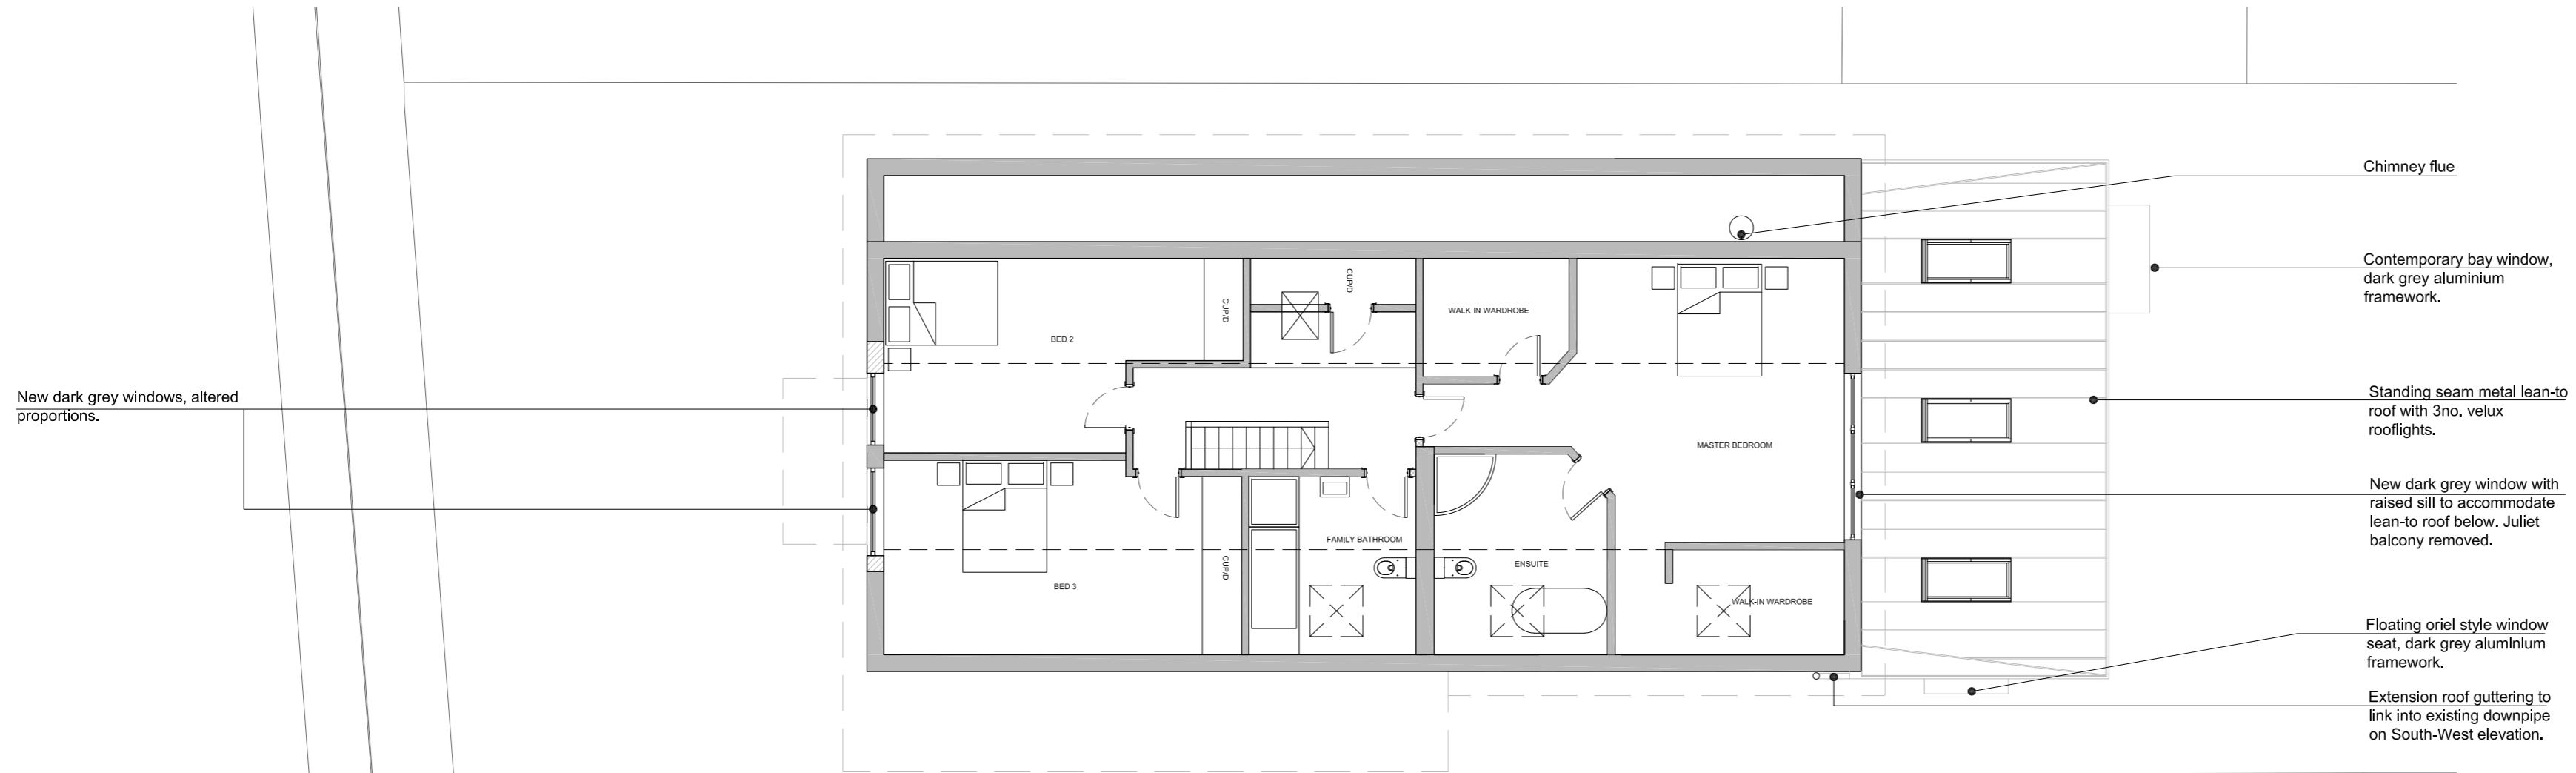 New dark grey windows, altered
proportions.
BED 2
CUP/D
CUP/D
WALK-IN WARDROBE
MASTER BEDROOM
BED 3
CUP/D
FAMILY BATHROOM
ENSUITE
WALK-IN WARDROBE
Chimney flue
Contemporary bay window,
dark grey aluminium
framework.
Standing seam metal lean-to
roof with 3no. velux
rooflights.
New dark grey window with
raised sill to accommodate
lean-to roof below. Juliet
balcony removed.
Floating oriel style window
seat, dark grey aluminium
framework.
Extension roof guttering to
link into existing downpipe
on South-West elevation.